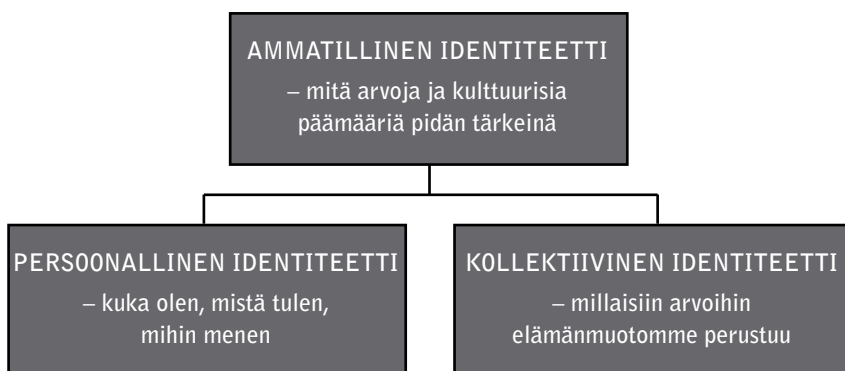 AMMATILLINEN IDENTITEETTI
– mitä arvoja ja kulttuurisia
päämääriä pidän tärkeinä
PERSOONALLINEN IDENTITEETTI
– kuka olen, mistä tulen,
mihin menen
KOLLEKTIIVINEN IDENTITEETTI
– millaisiin arvoihin
elämänmuotomme perustuu